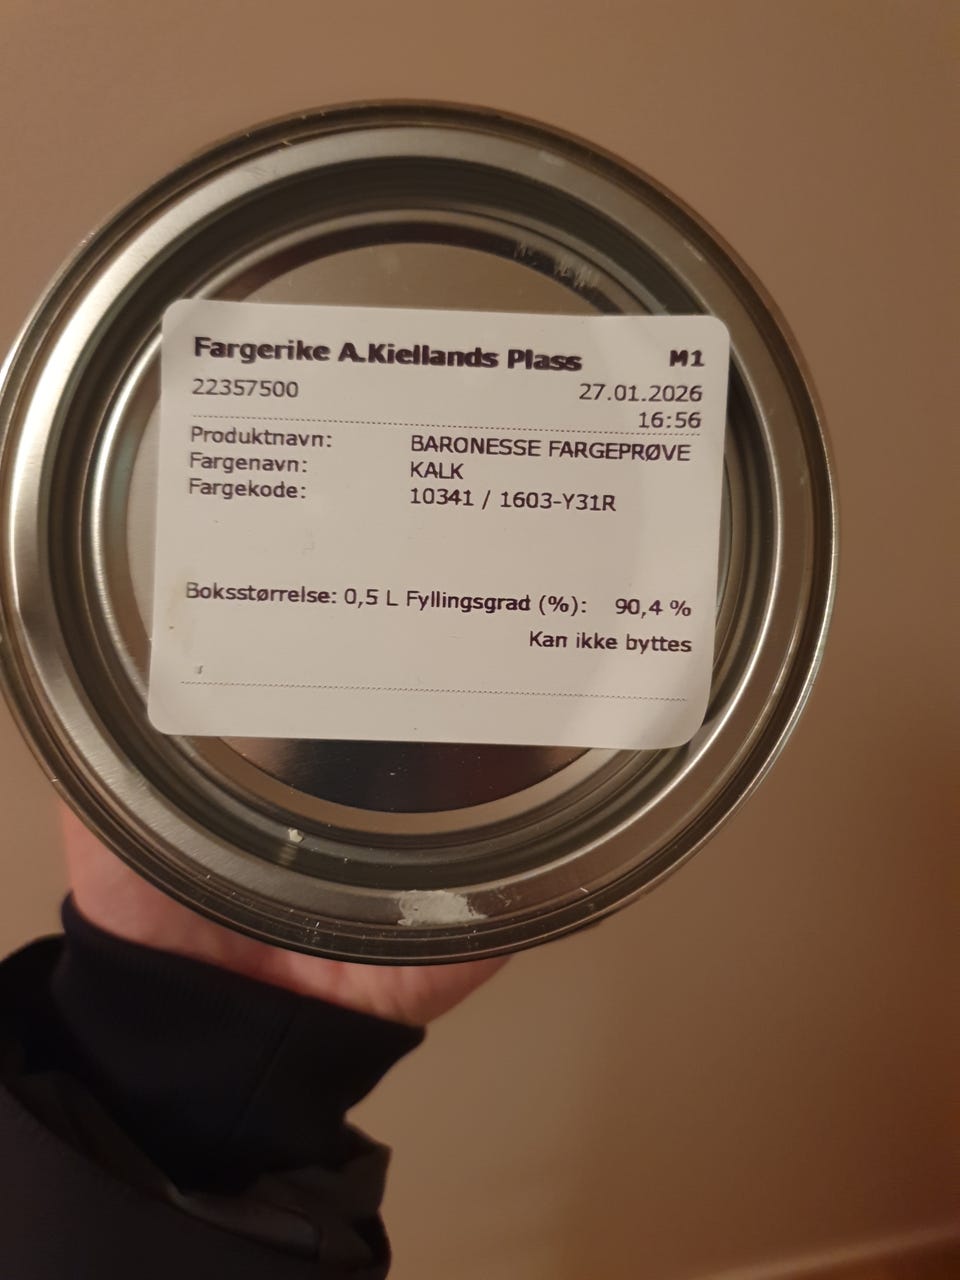 Fargerike A.Kiellands Plass M1
22357500 27.01.2026
16:56
Produktnavn: BARONESSE FARGEPRØVE
Fargenavn: KALK
Fargekode: 10341 / 1603-Y31R
Boksstørrelse: 0,5 L Fyllingsgrad (%): 90,4 %
Kan ikke byttes